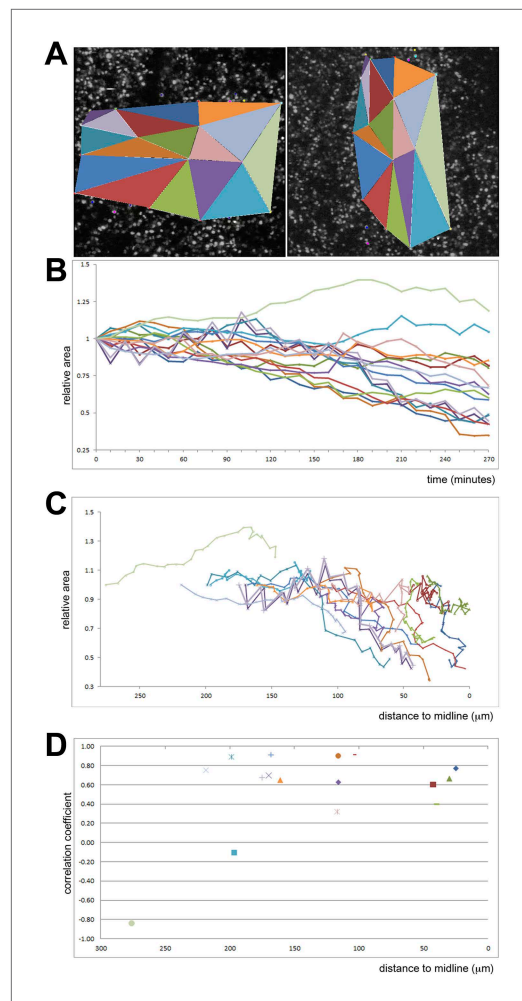 A
B
1.5
1.25
1
0.75
0.5
0.25
relative area
0 30 60 90 120 150 180 210 240 270
time (minutes)
C
1.5
1.3
1.1
0.9
0.7
0.5
0.3
relative area
250 200 150 100 50 0
distance to midline (μm)
D
1.00
0.80
0.60
0.40
0.20
0.00
-0.20
-0.40
-0.60
-0.80
-1.00
correlation coefficient
300 250 200 150 100 50 0
distance to midline (μm)